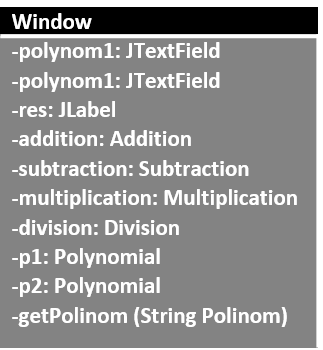 Window
-polynom1: JTextField
-polynom1: JTextField
-res: JLabel
-addition: Addition
-subtraction: Subtraction
-multiplication: Multiplication
-division: Division
-p1: Polynomial
-p2: Polynomial
-getPolinom (String Polinom)